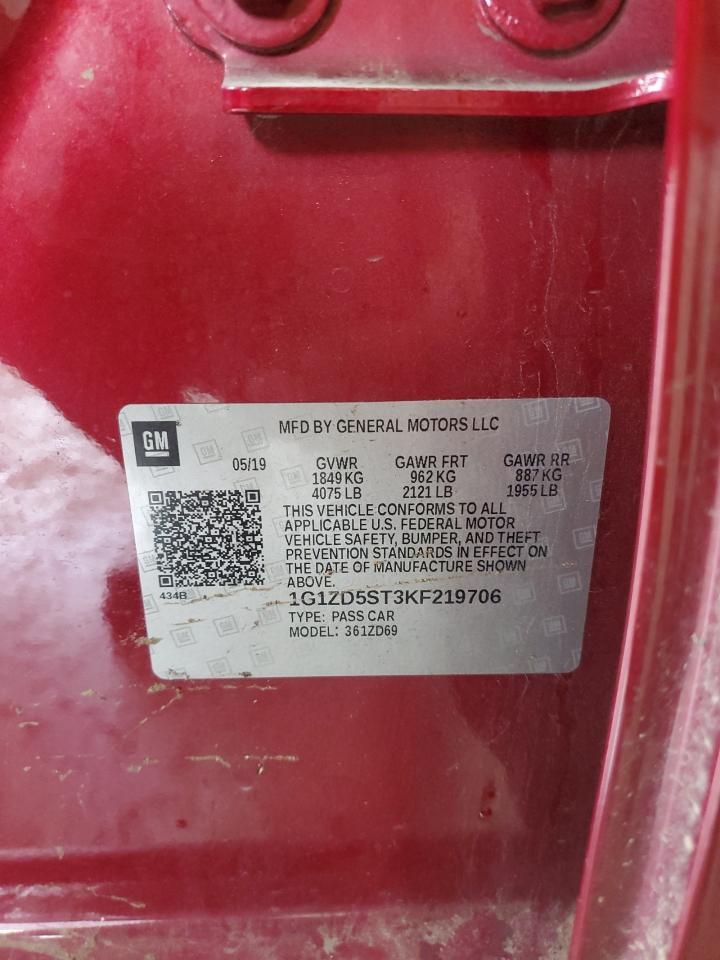 GM
MFD BY GENERAL MOTORS LLC
05/19 GVWR GAWR FRT GAWR RR
1849 KG 962 KG 887 KG
4075 LB 2121 LB 1955 LB
THIS VEHICLE CONFORMS TO ALL
APPLICABLE U.S. FEDERAL MOTOR
VEHICLE SAFETY, BUMPER, AND THEFT
PREVENTION STANDARDS IN EFFECT ON
THE DATE OF MANUFACTURE SHOWN
ABOVE.
434B
1G1ZD5ST3KF219706
TYPE: PASS CAR
MODEL: 361ZD69